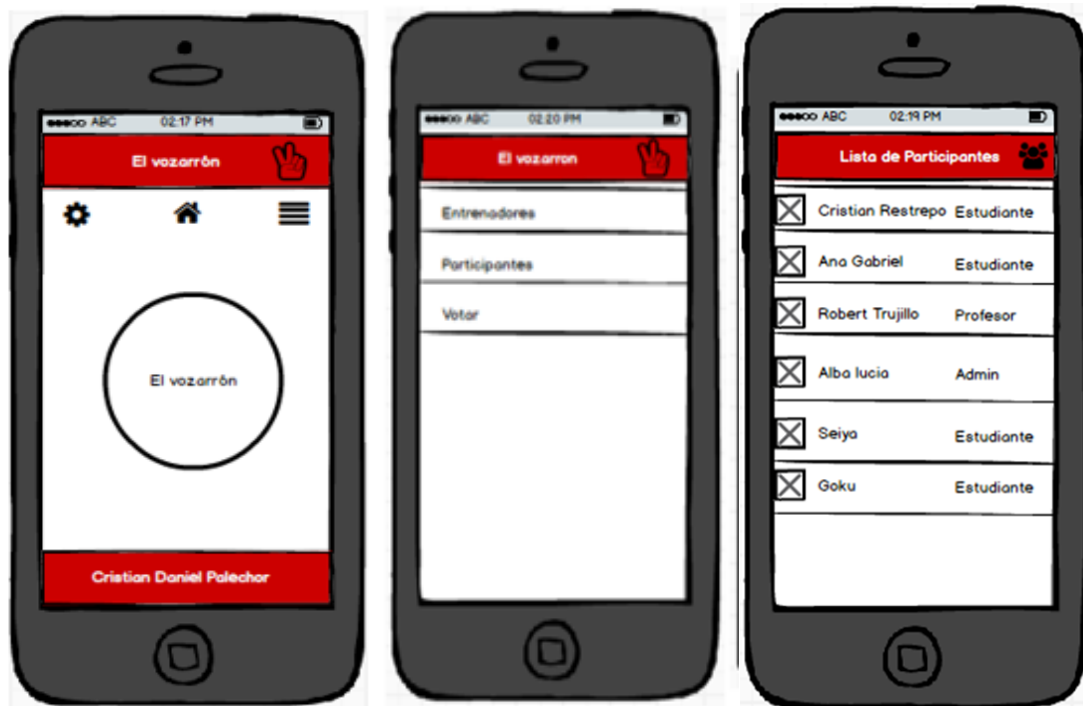 ABC 02:17 PM
El vozarrón
El vozarrón
Cristian Daniel Palechor
ABC 02:20 PM
El vozarron
Entrenadores
Participantes
Votar
ABC 02:19 PM
Lista de Participantes
Cristian Restrepo Estudiante
Ana Gabriel Estudiante
Robert Trujillo Profesor
Alba lucia Admin
Seiya Estudiante
Goku Estudiante